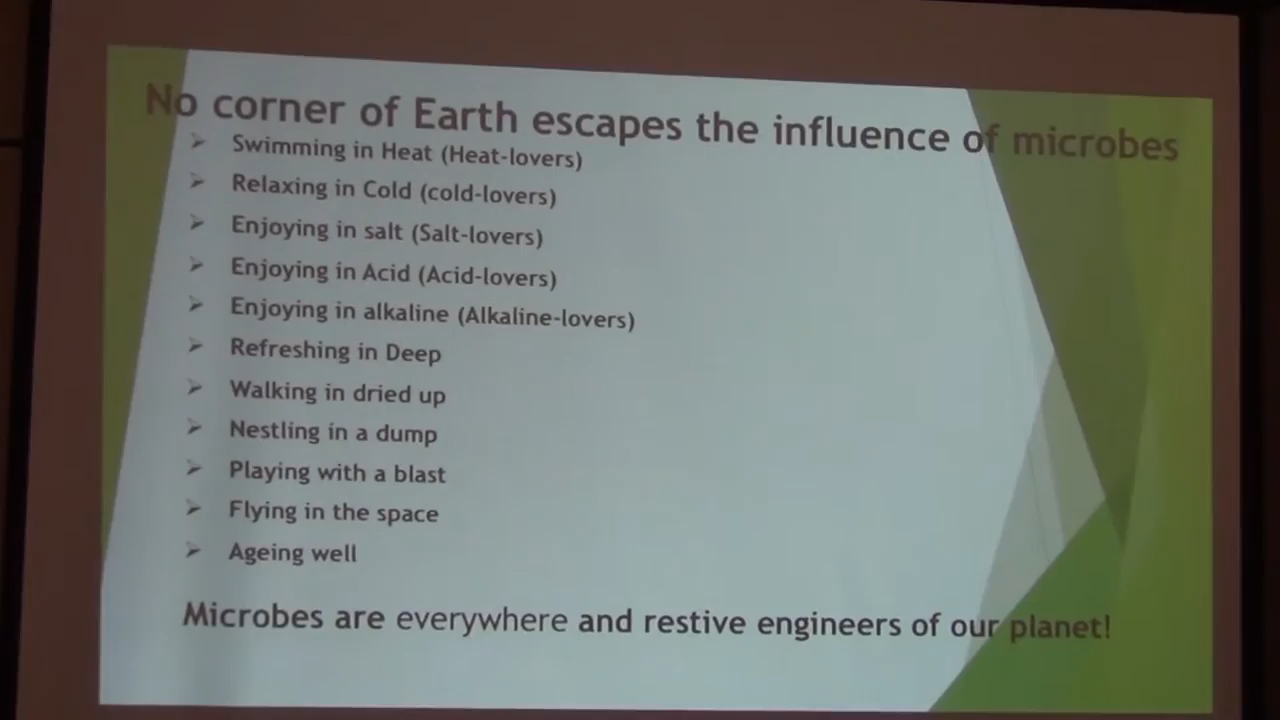 No corner of Earth escapes the influence of microbes
➢ Swimming in Heat (Heat-lovers)
➢ Relaxing in Cold (cold-lovers)
➢ Enjoying in salt (Salt-lovers)
➢ Enjoying in Acid (Acid-lovers)
➢ Enjoying in alkaline (Alkaline-lovers)
➢ Refreshing in Deep
➢ Walking in dried up
➢ Nestling in a dump
➢ Playing with a blast
➢ Flying in the space
➢ Ageing well
Microbes are everywhere and restive engineers of our planet!